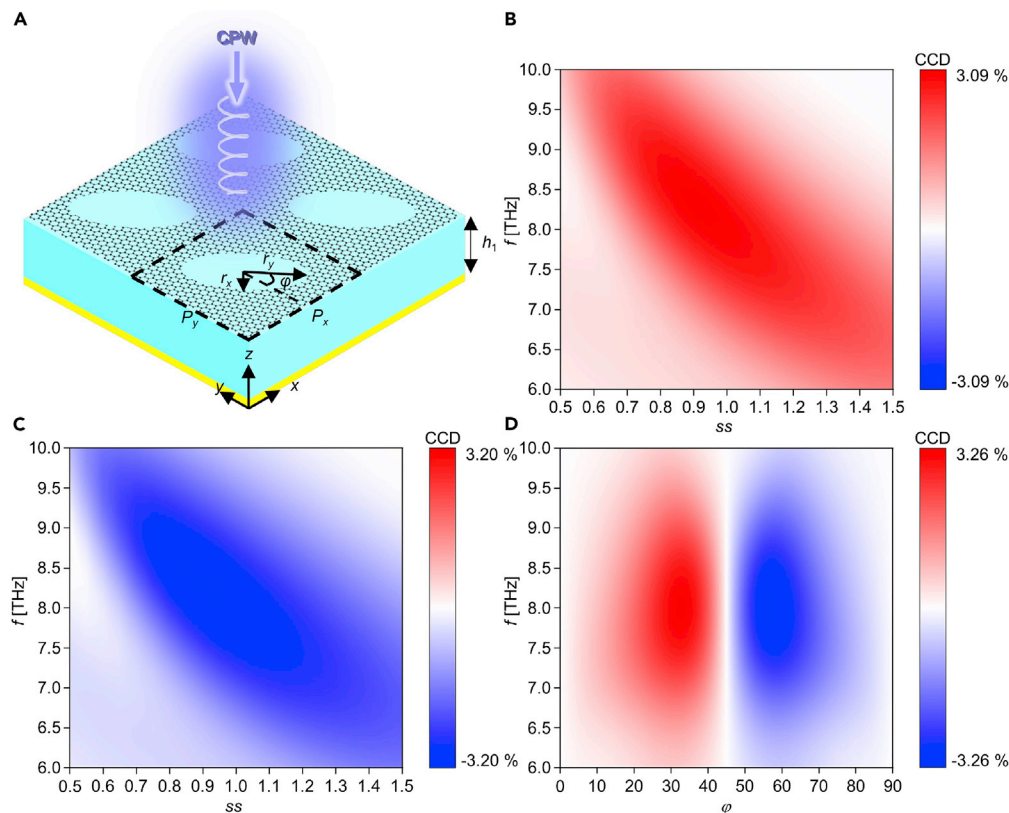 A
CPW
h1
ry
rx
φ
Py
Px
z
y
x
B
CCD
3.09 %
-3.09 %
10.0
9.5
9.0
8.5
8.0
7.5
7.0
6.5
6.0
f [THz]
0.5 0.6 0.7 0.8 0.9 1.0 1.1 1.2 1.3 1.4 1.5
ss
C
CCD
3.20 %
-3.20 %
10.0
9.5
9.0
8.5
8.0
7.5
7.0
6.5
6.0
f [THz]
0.5 0.6 0.7 0.8 0.9 1.0 1.1 1.2 1.3 1.4 1.5
ss
D
CCD
3.26 %
-3.26 %
10.0
9.5
9.0
8.5
8.0
7.5
7.0
6.5
6.0
f [THz]
0 10 20 30 40 50 60 70 80 90
φ